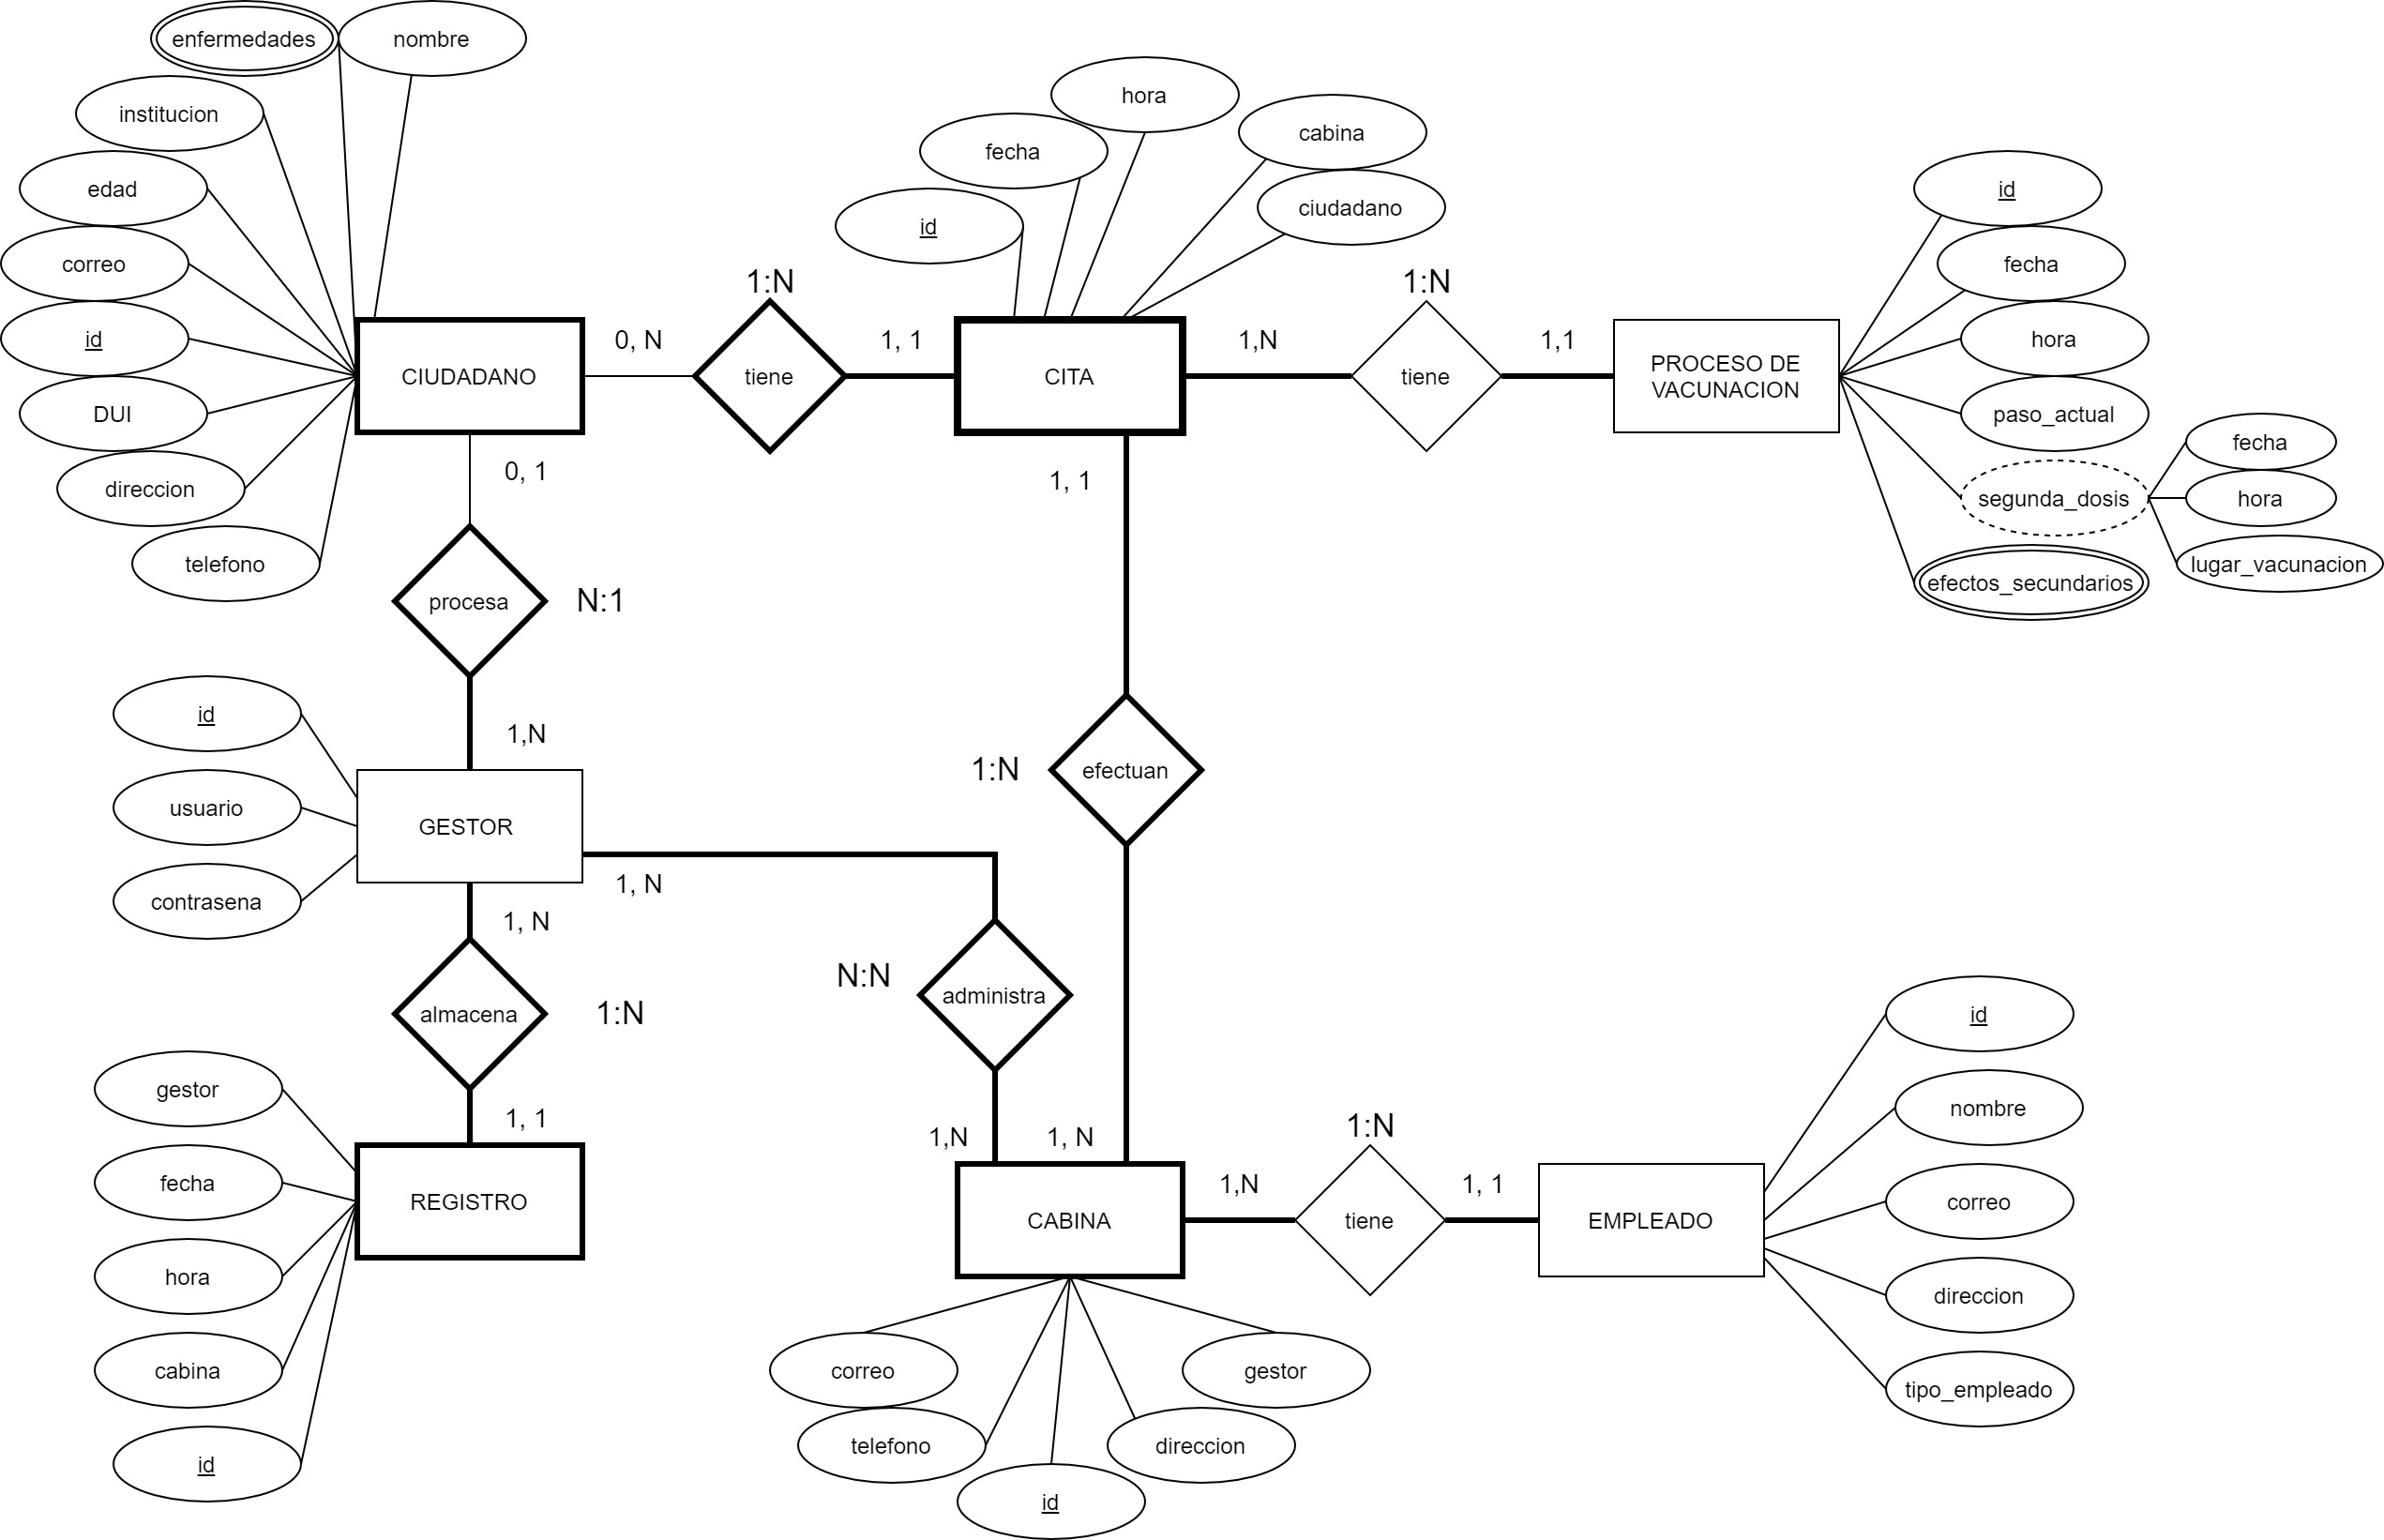 enfermedades
nombre
institucion
edad
correo
id
DUI
direccion
telefono
CIUDADANO
0, N
1:N
tiene
1, 1
id
fecha
hora
cabina
ciudadano
CITA
1,N
1:N
tiene
1,1
PROCESO DE
VACUNACION
id
fecha
hora
paso_actual
segunda_dosis
fecha
hora
lugar_vacunacion
efectos_secundarios
0, 1
procesa
N:1
1,N
1, 1
efectuan
1:N
1, N
id
usuario
contrasena
GESTOR
1, N
1, N
almacena
1:N
1, 1
N:N
administra
1,N
gestor
fecha
hora
cabina
id
REGISTRO
CABINA
correo
telefono
id
direccion
gestor
1,N
1:N
tiene
1, 1
EMPLEADO
id
nombre
correo
direccion
tipo_empleado